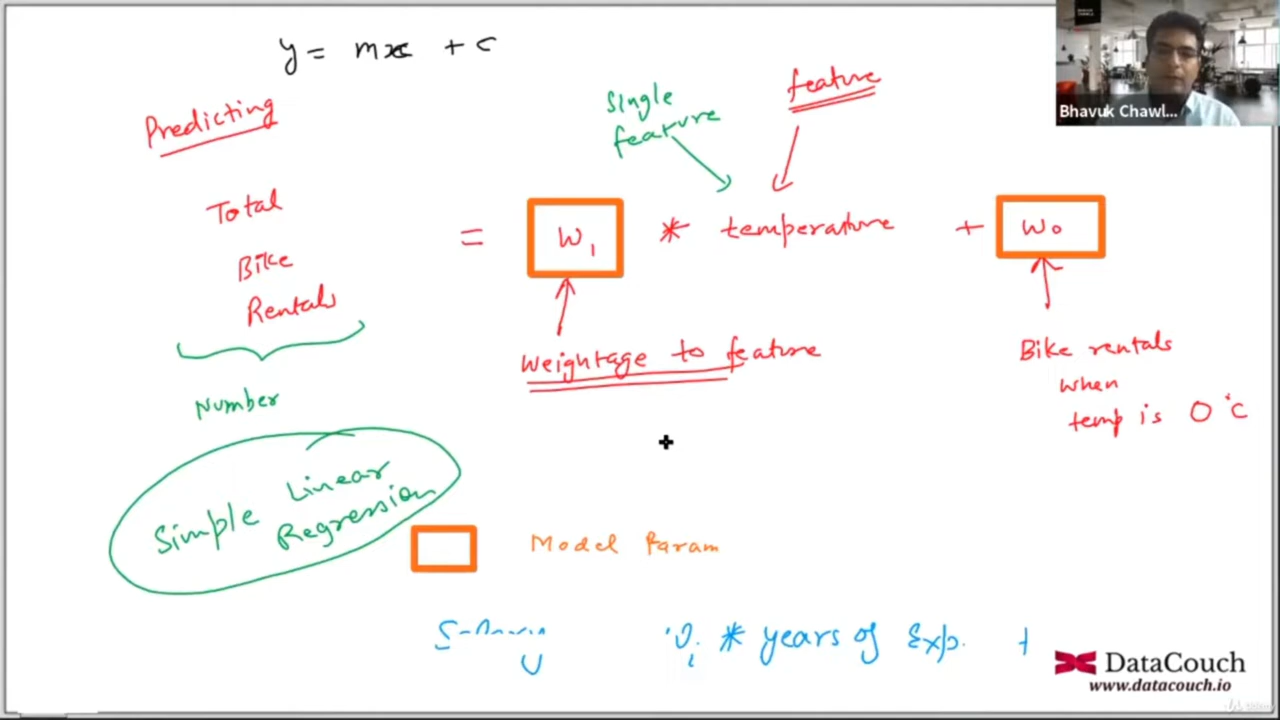 y = mx + c
Predicting
Single
feature
feature
Total
Bike
Rentals
= W₁ * temperature + W₀
Weightage to feature
Bike rentals
when
temp is 0°C
Number
Simple Linear
Regression
Model Param
* years of Exp. +
Bhavuk Chawl...
DataCouch
www.datacouch.io